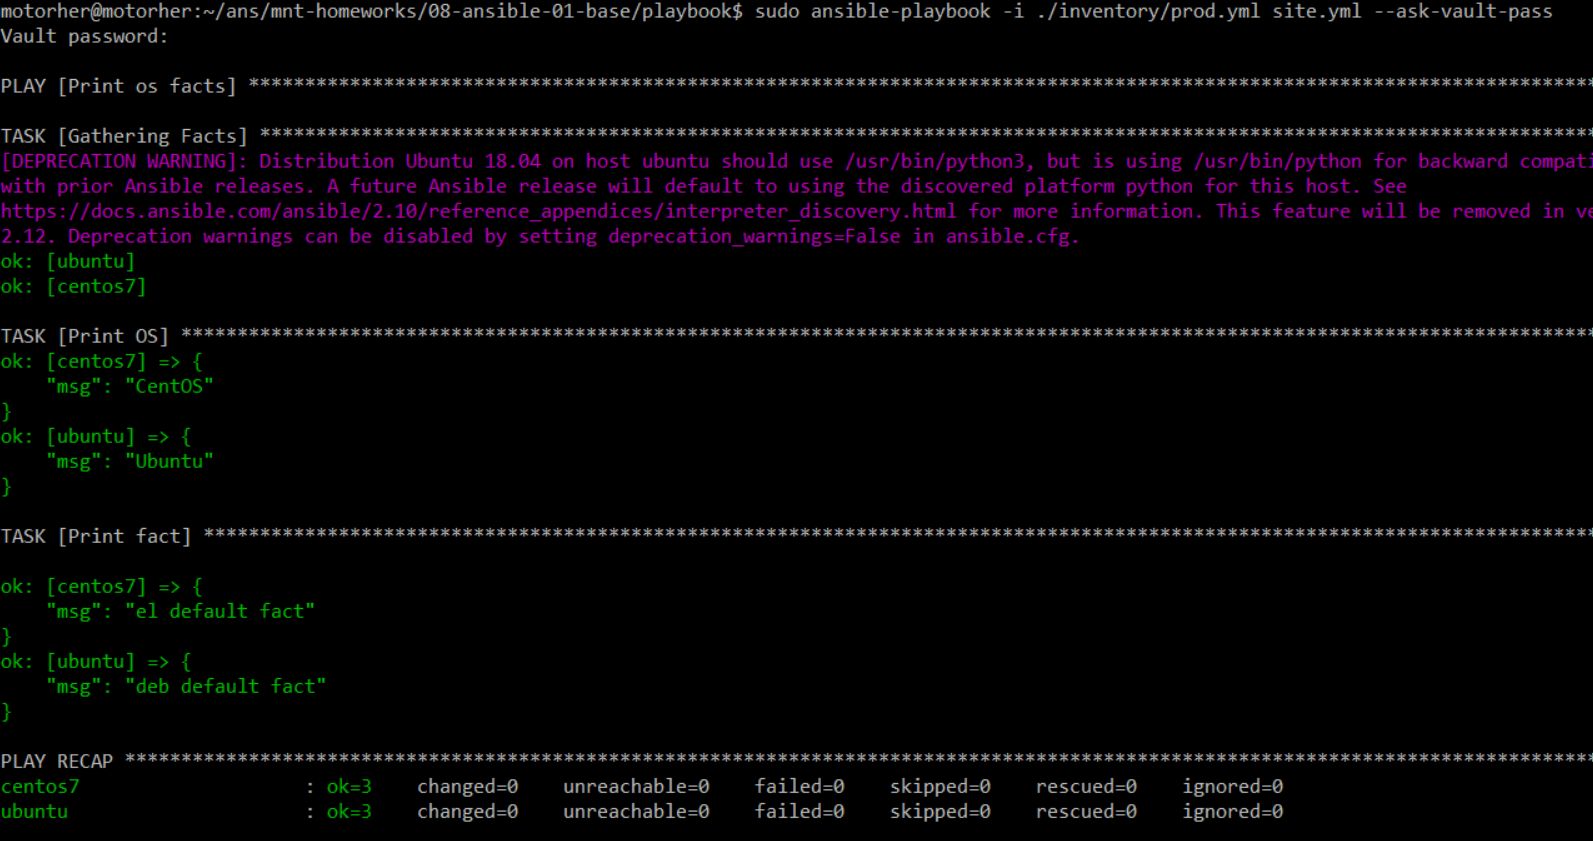 motorher@motorher:~/ans/mnt-homeworks/08-ansible-01-base/playbook$ sudo ansible-playbook -i ./inventory/prod.yml site.yml --ask-vault-pass
Vault password:
PLAY [Print os facts] ************************************************************************************************************************
TASK [Gathering Facts] ***********************************************************************************************************************
[DEPRECATION WARNING]: Distribution Ubuntu 18.04 on host ubuntu should use /usr/bin/python3, but is using /usr/bin/python for backward compati
with prior Ansible releases. A future Ansible release will default to using the discovered platform python for this host. See
https://docs.ansible.com/ansible/2.10/reference_appendices/interpreter_discovery.html for more information. This feature will be removed in ve
2.12. Deprecation warnings can be disabled by setting deprecation_warnings=False in ansible.cfg.
ok: [ubuntu]
ok: [centos7]
TASK [Print OS] ******************************************************************************************************************************
ok: [centos7] => {
    "msg": "CentOS"
}
ok: [ubuntu] => {
    "msg": "Ubuntu"
}
TASK [Print fact] ****************************************************************************************************************************
ok: [centos7] => {
    "msg": "el default fact"
}
ok: [ubuntu] => {
    "msg": "deb default fact"
}
PLAY RECAP ***********************************************************************************************************************************
centos7                    : ok=3    changed=0    unreachable=0    failed=0    skipped=0    rescued=0    ignored=0
ubuntu                     : ok=3    changed=0    unreachable=0    failed=0    skipped=0    rescued=0    ignored=0